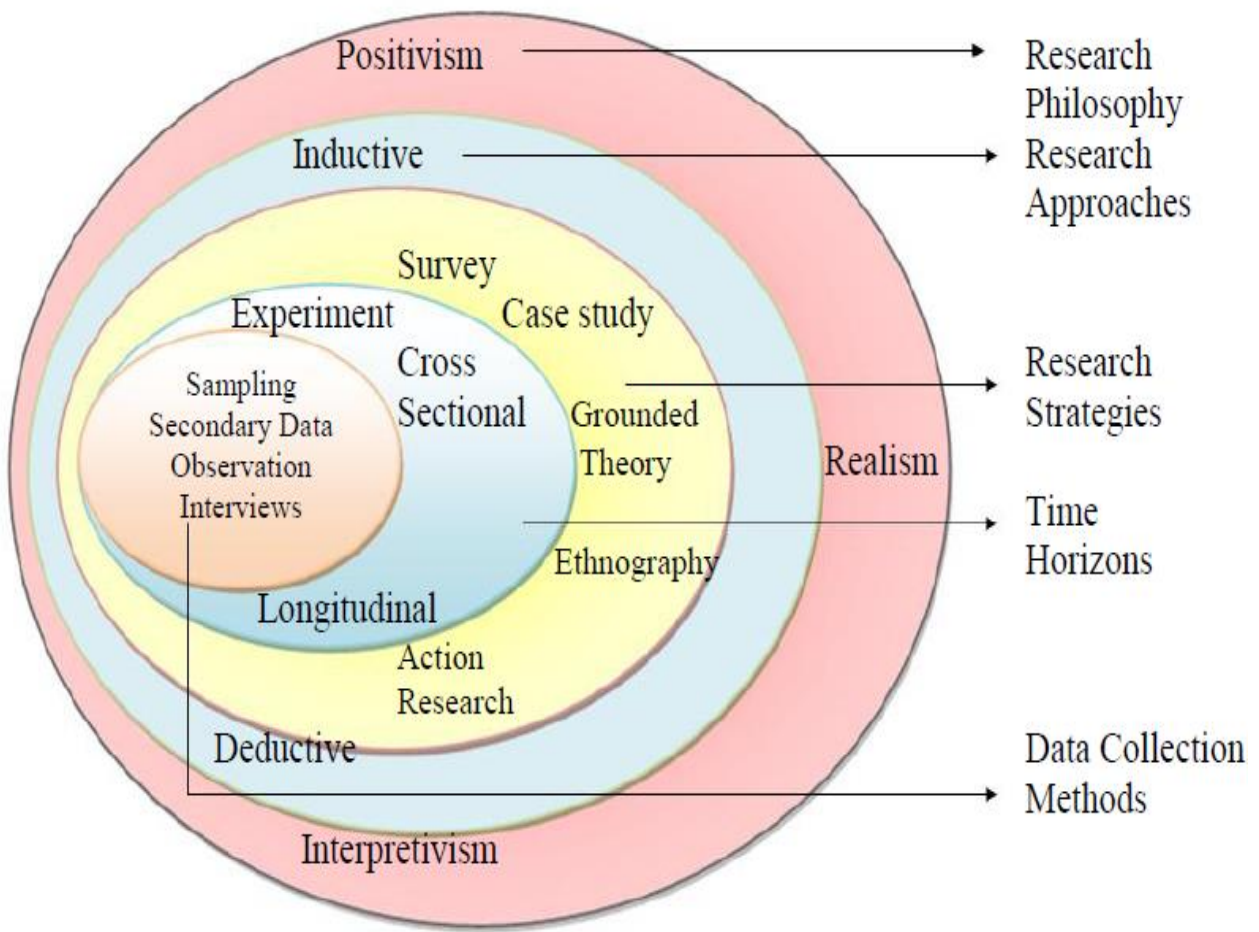 Positivism
Research
Philosophy
Inductive
Research
Approaches
Survey
Experiment
Case study
Cross
Sectional
Sampling
Secondary Data
Observation
Interviews
Grounded
Theory
Research
Strategies
Realism
Time
Horizons
Ethnography
Longitudinal
Action
Research
Deductive
Data Collection
Methods
Interpretivism